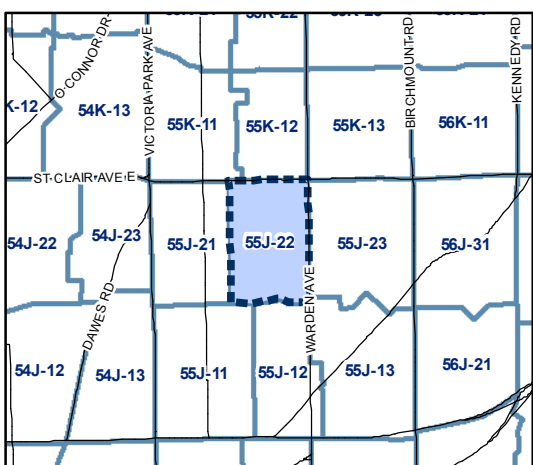 55K-22
O CONNOR DR
VICTORIA PARK AVE
BIRCHMOUNT RD
KENNEDY RD
K-12
54K-13
55K-11
55K-12
55K-13
56K-11
ST CLAIR AVE E
54J-22
54J-23
55J-21
55J-22
55J-23
56J-31
DAWES RD
WARDEN AVE
54J-12
54J-13
55J-11
55J-12
55J-13
56J-21